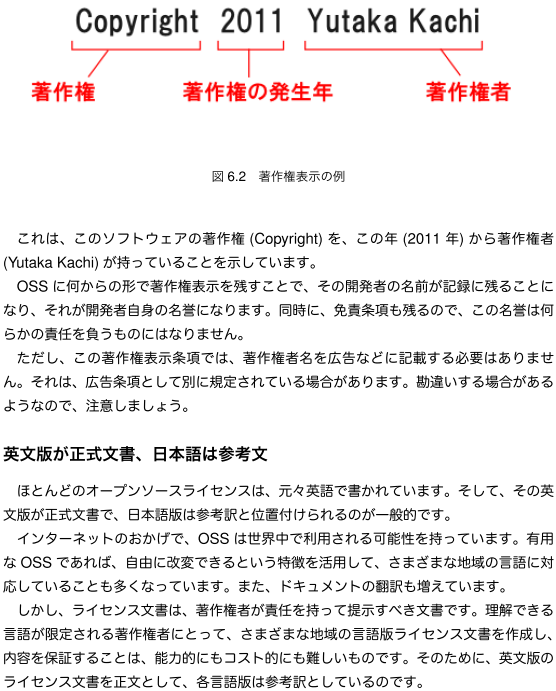 Copyright 2011 Yutaka Kachi
著作権 著作権の発生年 著作権者
図 6.2 著作権表示の例
これは、このソフトウェアの著作権 (Copyright) を、この年 (2011 年) から著作権者
(Yutaka Kachi) が持っていることを示しています。
OSS に何からの形で著作権表示を残すことで、その開発者の名前が記録に残ることに
なり、それが開発者自身の名誉になります。同時に、免責条項も残るので、この名誉は何
らかの責任を負うものにはなりません。
ただし、この著作権表示条項では、著作権者名を広告などに記載する必要はありませ
ん。それは、広告条項として別に規定されている場合があります。勘違いする場合がある
ようなので、注意しましょう。
英文版が正式文書、日本語は参考文
ほとんどのオープンソースライセンスは、元々英語で書かれています。そして、その英
文版が正式文書で、日本語版は参考訳と位置付けられるのが一般的です。
インターネットのおかげで、OSS は世界中で利用される可能性を持っています。有用
な OSS であれば、自由に改変できるという特徴を活用して、さまざまな地域の言語に対
応していることも多くなっています。また、ドキュメントの翻訳も増えています。
しかし、ライセンス文書は、著作権者が責任を持って提示すべき文書です。理解できる
言語が限定される著作権者にとって、さまざまな地域の言語版ライセンス文書を作成し、
内容を保証することは、能力的にもコスト的にも難しいものです。そのために、英文版の
ライセンス文書を正文として、各言語版は参考訳としているのです。